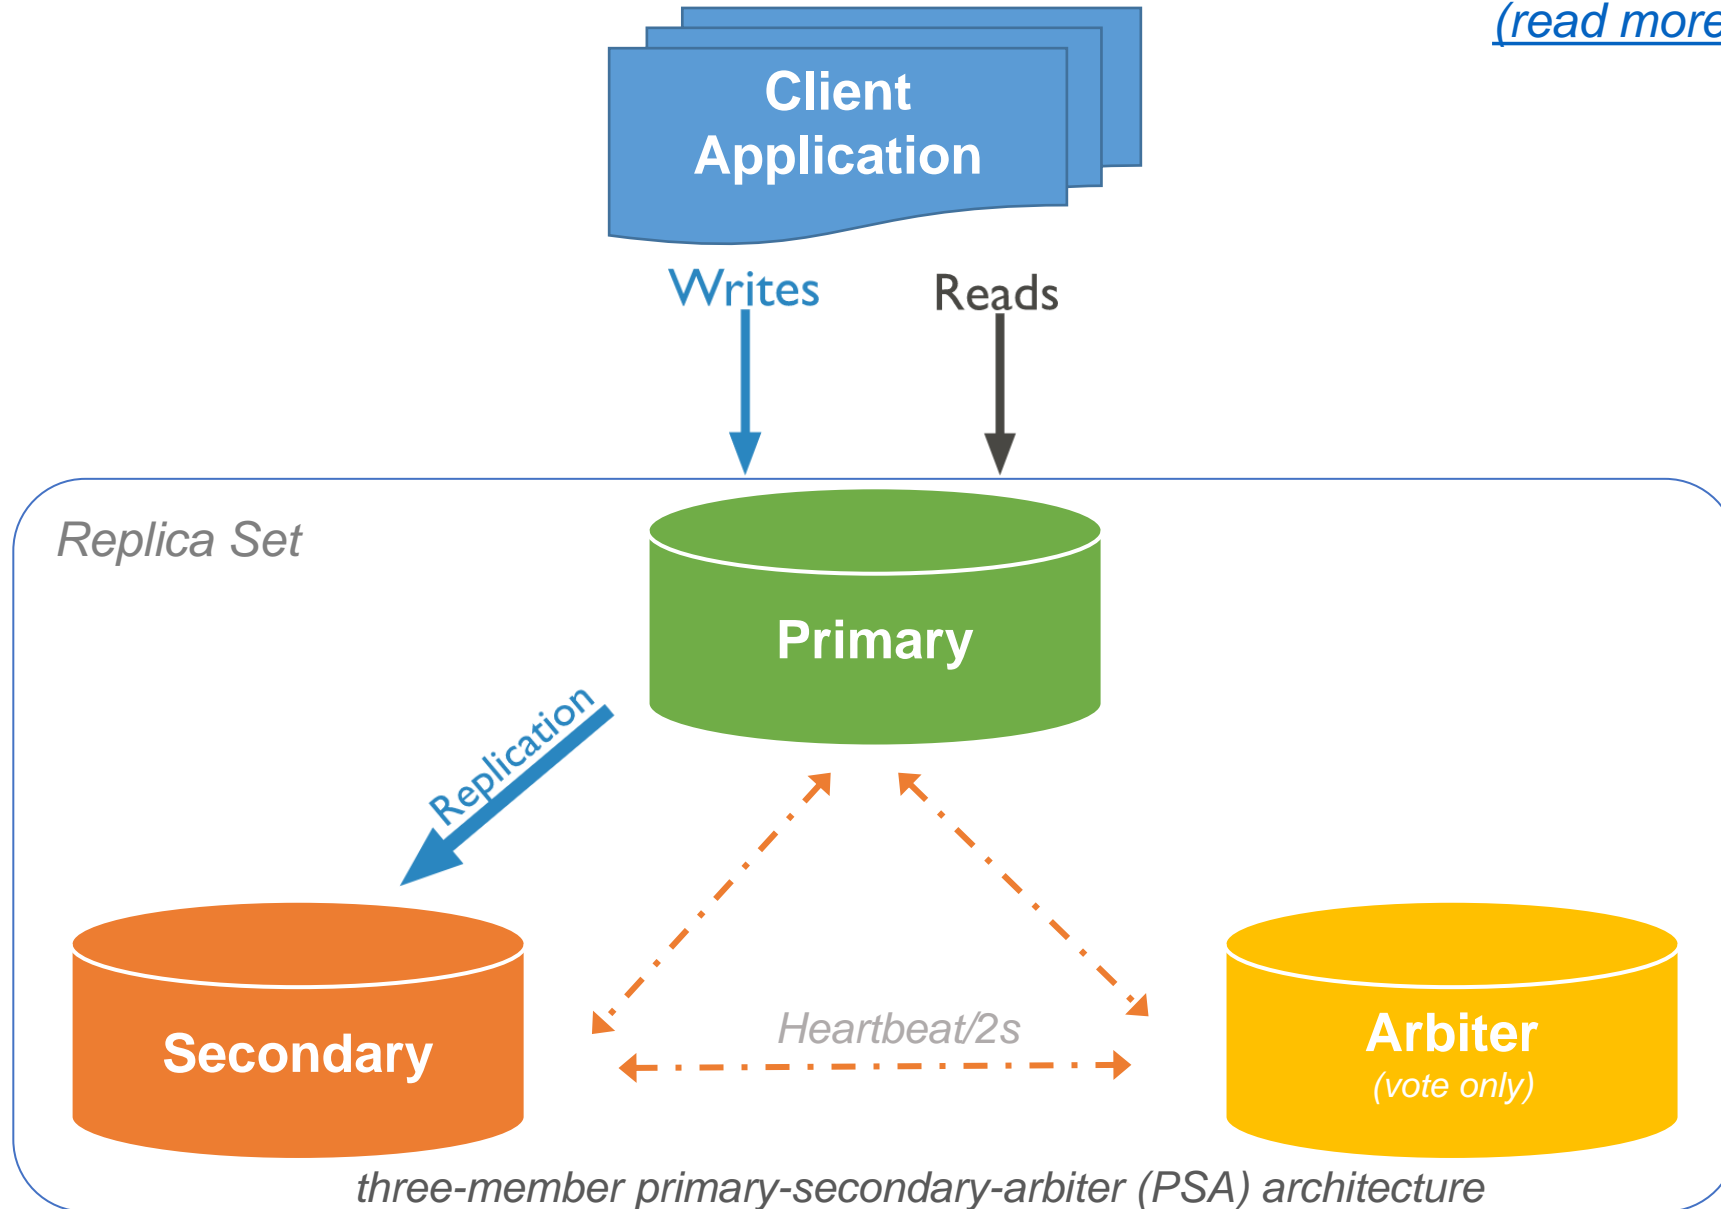 (read more
Client
Application
Writes
Reads
Replica Set
Primary
Replication
Heartbeat/2s
Secondary
Arbiter
(vote only)
three-member primary-secondary-arbiter (PSA) architecture